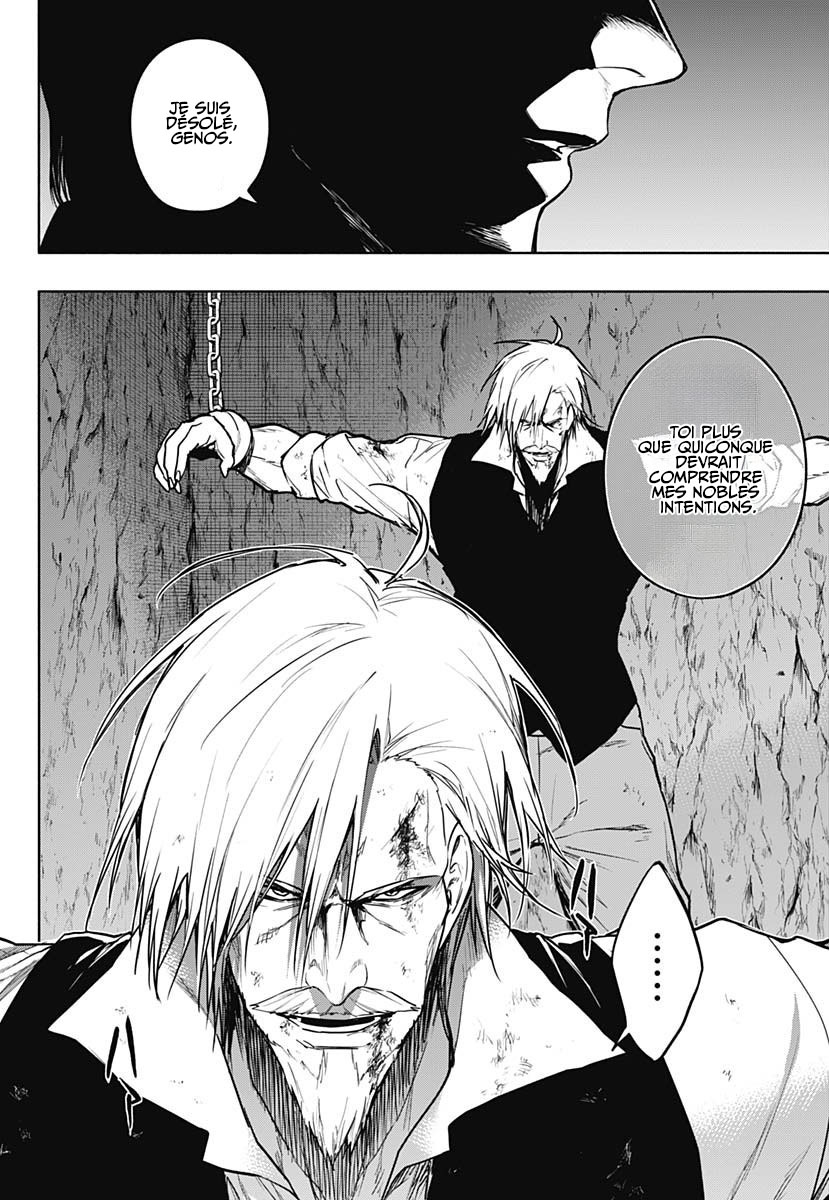 JE SUIS
DÉSOLÉ,
GENOS.
TOI PLUS
QUE QUICONQUE
DEVRAIT
COMPRENDRE
MES NOBLES
INTENTIONS.
......